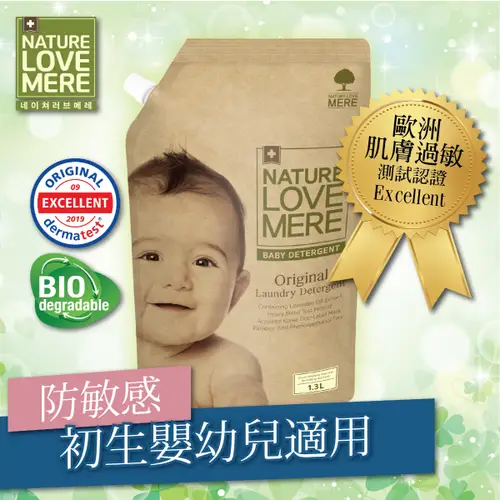 NATURE
LOVE
MERE
네이쳐러브메레
NATURE LOVE
MERE
歐洲
肌膚過敏
測試認證
Excellent
ORIGINAL
09
EXCELLENT
2019
dermatest®
BIO
degradable
NATURE
LOVE
MERE
BABY DETERGENT
Original
Laundry Detergent
1.3L
防敏感
初生嬰幼兒適用